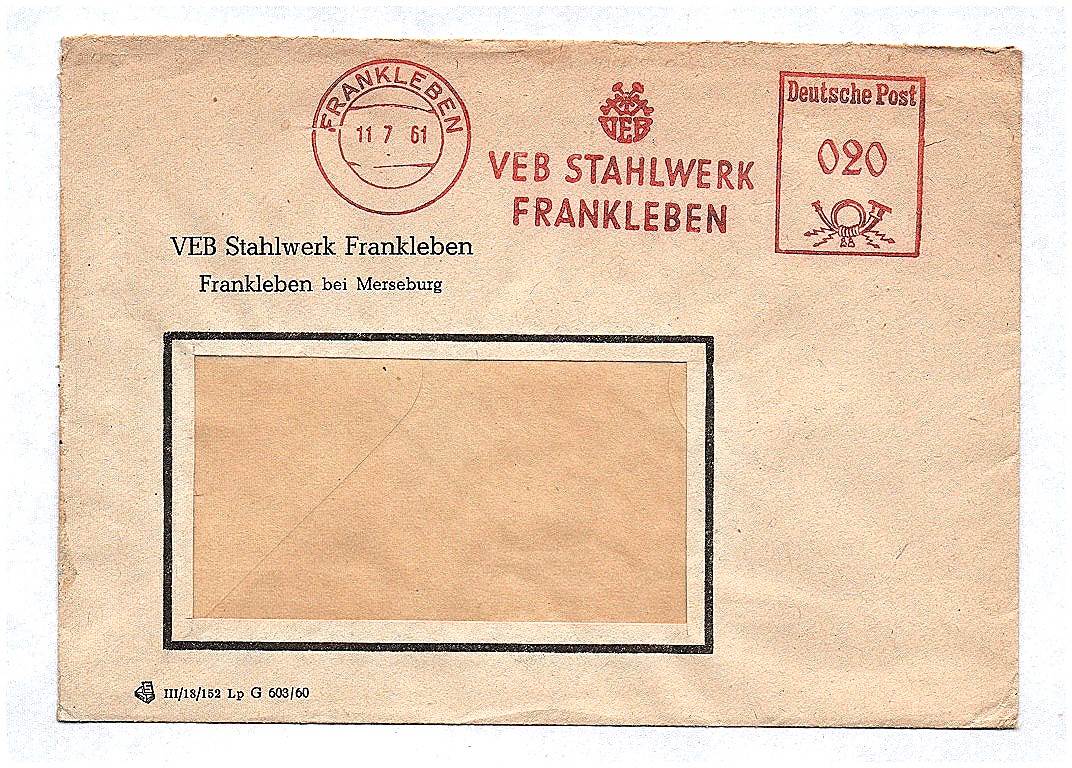 FRANKLEBEN
11 7 61
VEB
VEB STAHLWERK
FRANKLEBEN
Deutsche Post
020
VEB Stahlwerk Frankleben
Frankleben bei Merseburg
III/18/152 Lp G 603/60